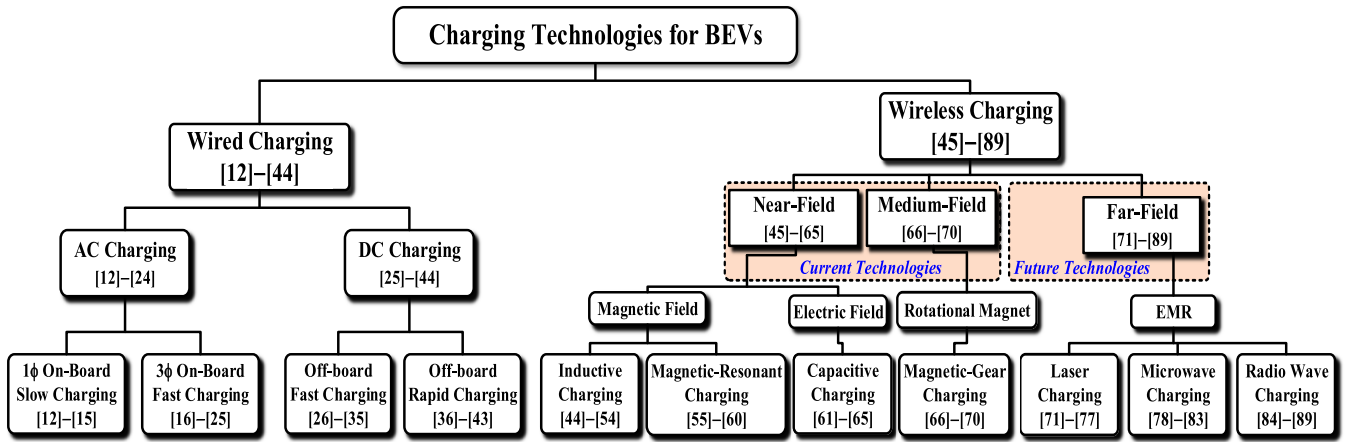 Charging Technologies for BEVs
Wired Charging
[12]–[44]
Wireless Charging
[45]–[89]
AC Charging
[12]–[24]
DC Charging
[25]–[44]
Near-Field
[45]–[65]
Medium-Field
[66]–[70]
Far-Field
[71]–[89]
Current Technologies
Future Technologies
Magnetic Field
Electric Field
Rotational Magnet
EMR
1ϕ On-Board
Slow Charging
[12]–[15]
3ϕ On-Board
Fast Charging
[16]–[25]
Off-board
Fast Charging
[26]–[35]
Off-board
Rapid Charging
[36]–[43]
Inductive
Charging
[44]–[54]
Magnetic-Resonant
Charging
[55]–[60]
Capacitive
Charging
[61]–[65]
Magnetic-Gear
Charging
[66]–[70]
Laser
Charging
[71]–[77]
Microwave
Charging
[78]–[83]
Radio Wave
Charging
[84]–[89]